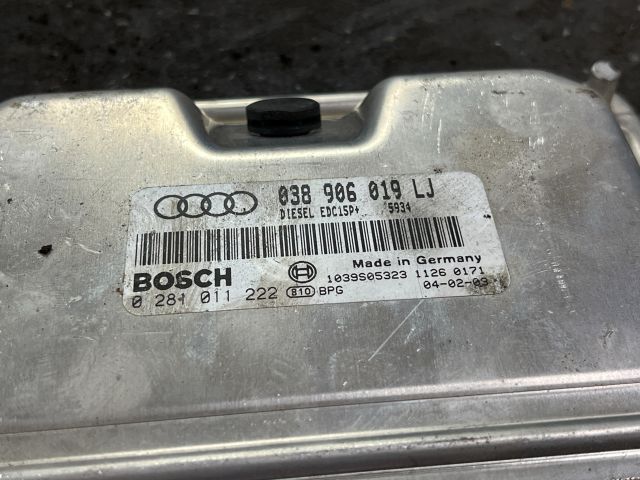 038 906 019 LJ
DIESEL EDC15P+ 5934
Made in Germany
BOSCH
1039S05323 1126 0171
0 281 011 222 810 BPG 04-02-03